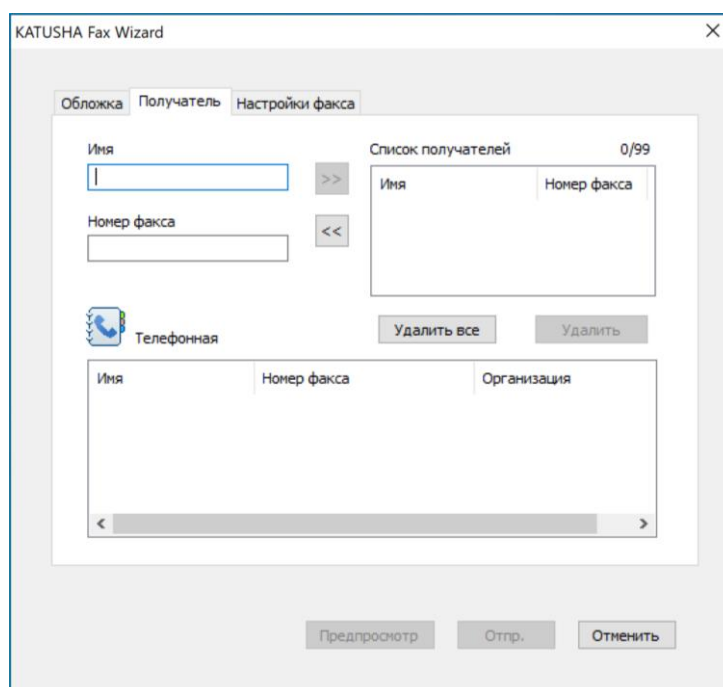 KATUSHA Fax Wizard
Обложка Получатель Настройки факса
Имя
>>
Номер факса
<<
Список получателей 0/99
Имя Номер факса
Удалить все Удалить
Телефонная
Имя Номер факса Организация
Предпросмотр Отпр. Отменить